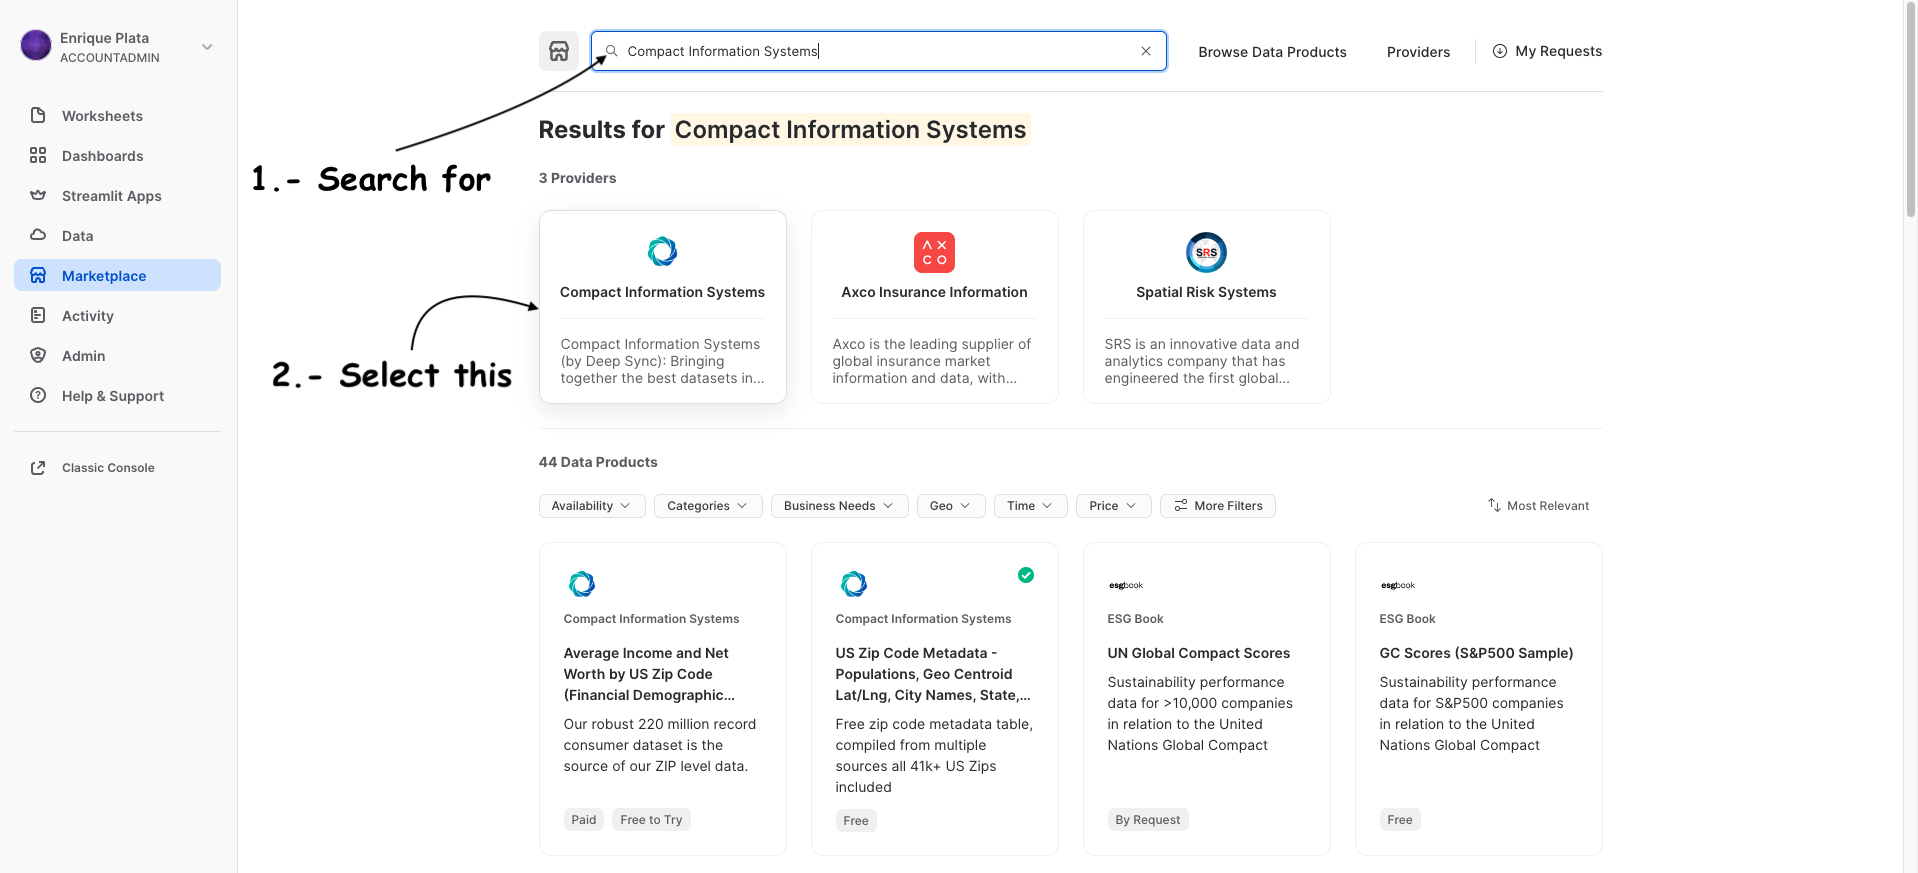 Enrique Plata
ACCOUNTADMIN
Worksheets
Dashboards
Streamlit Apps
Data
Marketplace
Activity
Admin
Help & Support
Classic Console
Compact Information Systems
Browse Data Products
Providers
My Requests
1.- Search for
2.- Select this
Results for Compact Information Systems
3 Providers
Compact Information Systems
Compact Information Systems
(by Deep Sync): Bringing
together the best datasets in...
AXCO
Axco Insurance Information
Axco is the leading supplier of
global insurance market
information and data, with...
SRS
Spatial Risk Systems
SRS is an innovative data and
analytics company that has
engineered the first global...
44 Data Products
Availability
Categories
Business Needs
Geo
Time
Price
More Filters
Most Relevant
Compact Information Systems
Average Income and Net
Worth by US Zip Code
(Financial Demographic...
Our robust 220 million record
consumer dataset is the
source of our ZIP level data.
Paid
Free to Try
Compact Information Systems
US Zip Code Metadata -
Populations, Geo Centroid
Lat/Lng, City Names, State,...
Free zip code metadata table,
compiled from multiple
sources all 41k+ US Zips
included
Free
esgbook
ESG Book
UN Global Compact Scores
Sustainability performance
data for >10,000 companies
in relation to the United
Nations Global Compact
By Request
esgbook
ESG Book
GC Scores (S&P500 Sample)
Sustainability performance
data for S&P500 companies
in relation to the United
Nations Global Compact
Free